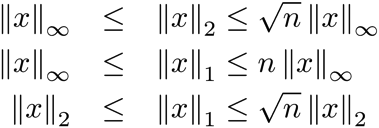 ‖x‖∞ ≤ ‖x‖₂ ≤ √n ‖x‖∞
‖x‖∞ ≤ ‖x‖₁ ≤ n ‖x‖∞
‖x‖₂ ≤ ‖x‖₁ ≤ √n ‖x‖₂